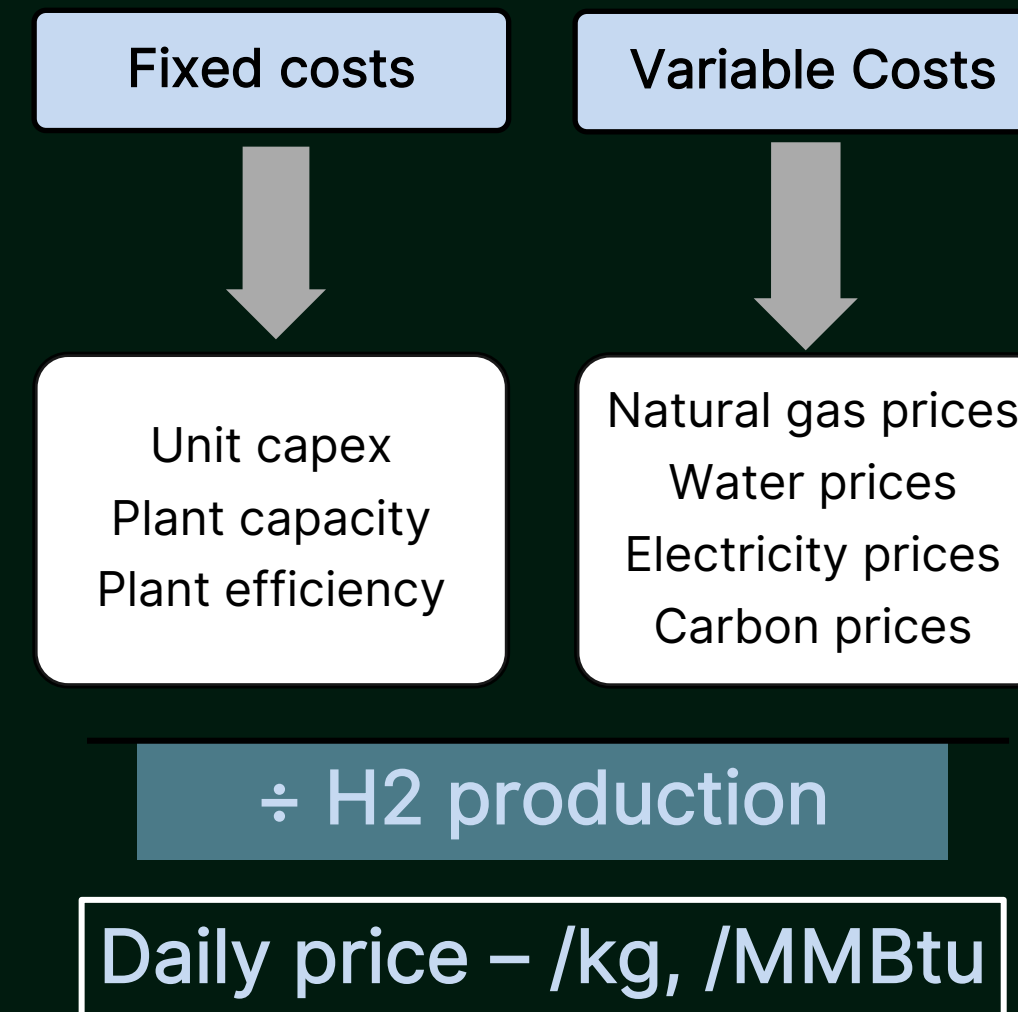 Fixed costs
Variable Costs
Unit capex
Plant capacity
Plant efficiency
Natural gas prices
Water prices
Electricity prices
Carbon prices
÷ H2 production
Daily price – /kg, /MMBtu